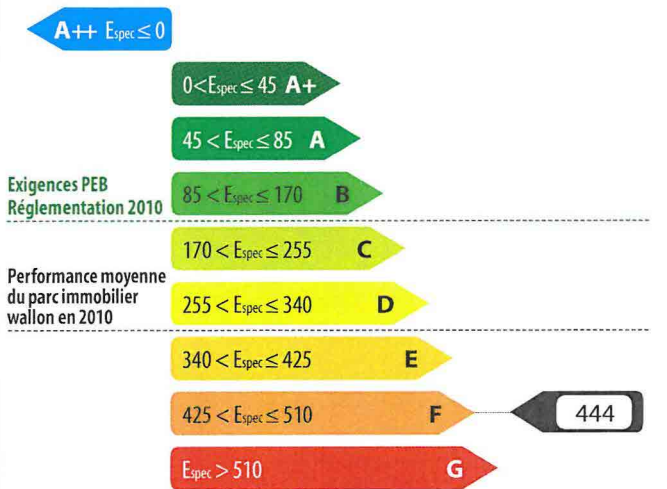 A++ Espec ≤ 0
0<Espec ≤ 45 A+
45 < Espec ≤ 85 A
Exigences PEB
Réglementation 2010
85 < Espec ≤ 170 B
170 < Espec ≤ 255 C
Performance moyenne
du parc immobilier
wallon en 2010
255 < Espec ≤ 340 D
340 < Espec ≤ 425 E
425 < Espec ≤ 510 F
444
Espec > 510 G